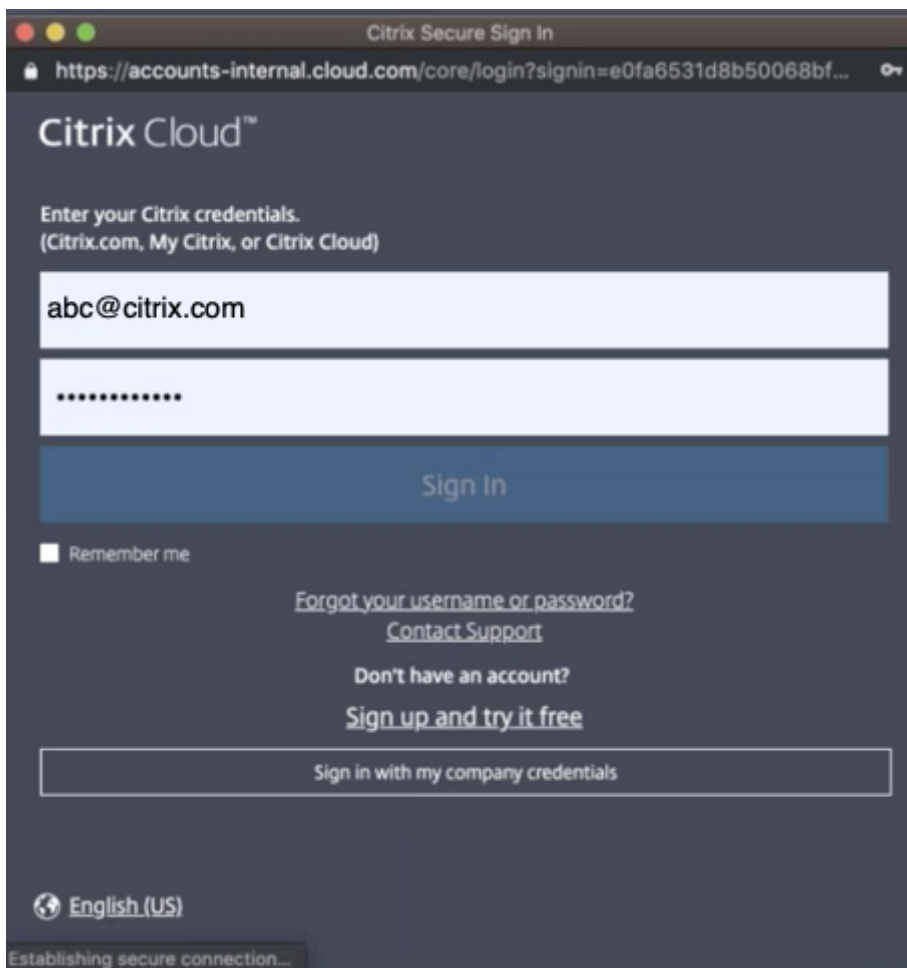 Citrix Secure Sign In
https://accounts-internal.cloud.com/core/login?signin=e0fa6531d8b50068bf...
Citrix Cloud™
Enter your Citrix credentials.
(Citrix.com, My Citrix, or Citrix Cloud)
abc@citrix.com
••••••••••••
Sign In
Remember me
Forgot your username or password?
Contact Support
Don't have an account?
Sign up and try it free
Sign in with my company credentials
English (US)
Establishing secure connection...